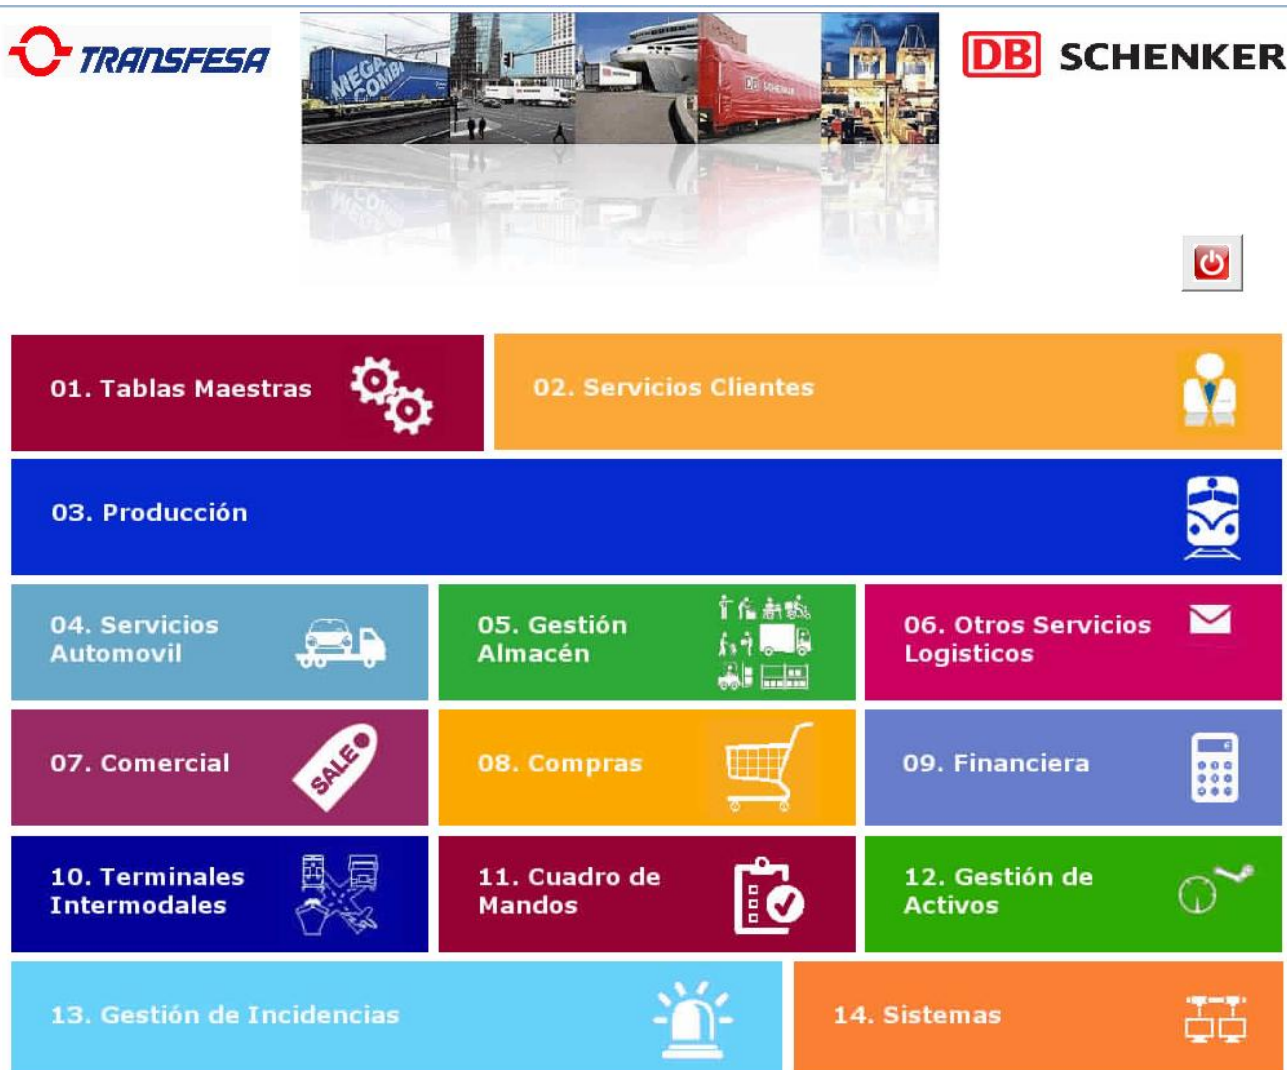 TRANSFESA
MEGA
COMBI
DB SCHENKER
DB SCHENKER
01. Tablas Maestras
02. Servicios Clientes
03. Producción
04. Servicios
Automovil
05. Gestión
Almacén
06. Otros Servicios
Logisticos
07. Comercial
SALE
08. Compras
09. Financiera
10. Terminales
Intermodales
11. Cuadro de
Mandos
12. Gestión de
Activos
13. Gestión de Incidencias
14. Sistemas